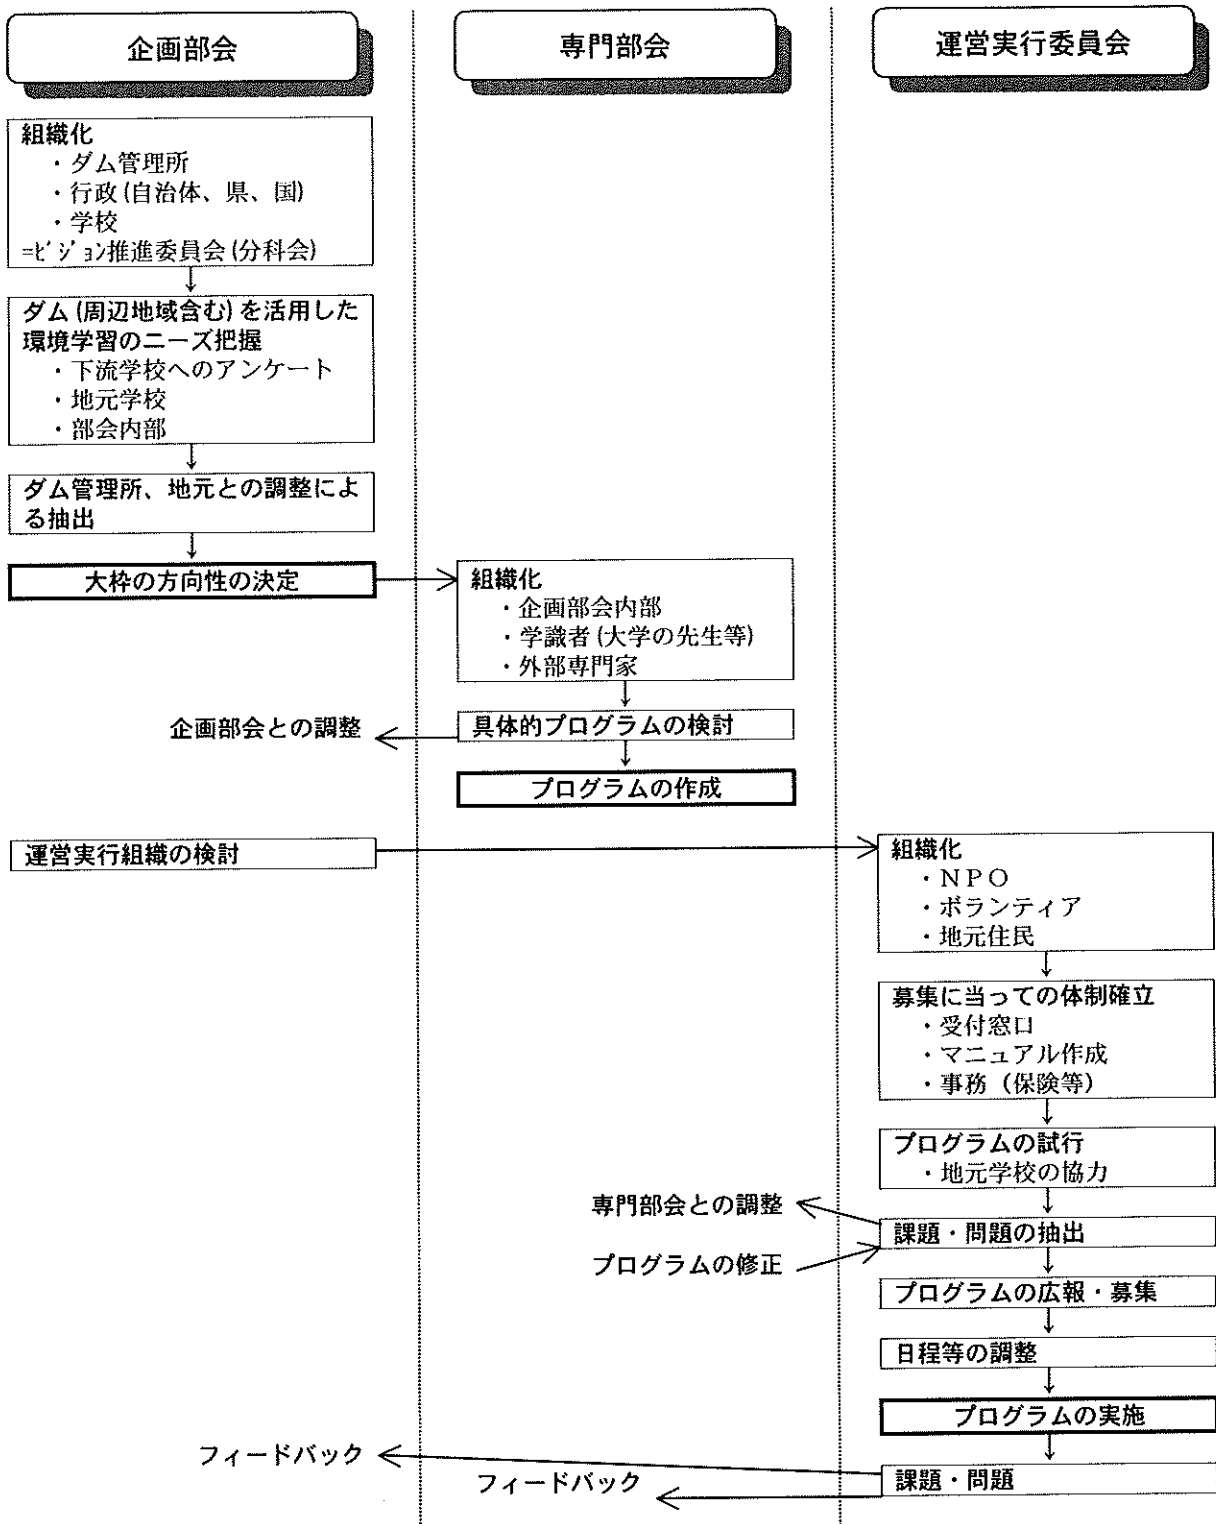 企画部会
専門部会
運営実行委員会
組織化
・ダム管理所
・行政(自治体、県、国)
・学校
=ﾋﾞｼﾞｮﾝ推進委員会(分科会)
ダム(周辺地域含む)を活用した
環境学習のニーズ把握
・下流学校へのアンケート
・地元学校
・部会内部
ダム管理所、地元との調整によ
る抽出
大枠の方向性の決定
組織化
・企画部会内部
・学識者(大学の先生等)
・外部専門家
企画部会との調整
具体的プログラムの検討
プログラムの作成
運営実行組織の検討
組織化
・ＮＰＯ
・ボランティア
・地元住民
募集に当っての体制確立
・受付窓口
・マニュアル作成
・事務（保険等）
プログラムの試行
・地元学校の協力
専門部会との調整
課題・問題の抽出
プログラムの修正
プログラムの広報・募集
日程等の調整
プログラムの実施
フィードバック
フィードバック
課題・問題